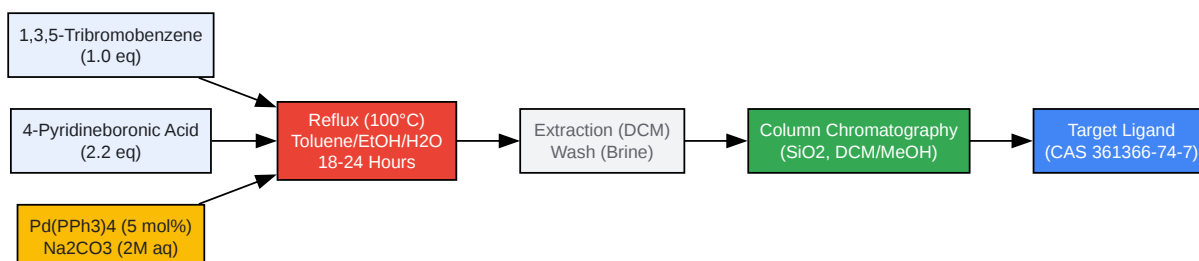 1,3,5-Tribromobenzene
(1.0 eq)
4-Pyridineboronic Acid
(2.2 eq)
Pd(PPh3)4 (5 mol%)
Na2CO3 (2M aq)
Reflux (100°C)
Toluene/EtOH/H2O
18-24 Hours
Extraction (DCM)
Wash (Brine)
Column Chromatography
(SiO2, DCM/MeOH)
Target Ligand
(CAS 361366-74-7)